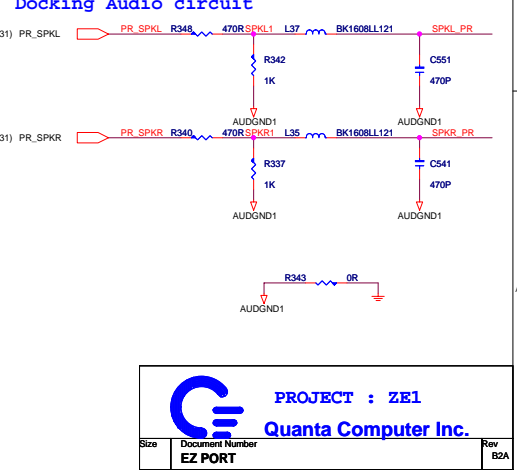 Docking Audio circuit
31) PR_SPKL PR_SPKL R348 470R SPKL1 L37 BK1608LL121 SPKL_PR
R342 C551
1K 470P
AUDGND1 AUDGND1
31) PR_SPKR PR_SPKR R340 470R SPKR1 L35 BK1608LL121 SPKR_PR
R337 C541
1K 470P
AUDGND1 AUDGND1
R343 0R
AUDGND1
PROJECT : ZE1
Quanta Computer Inc.
Size Document Number Rev
EZ PORT B2A